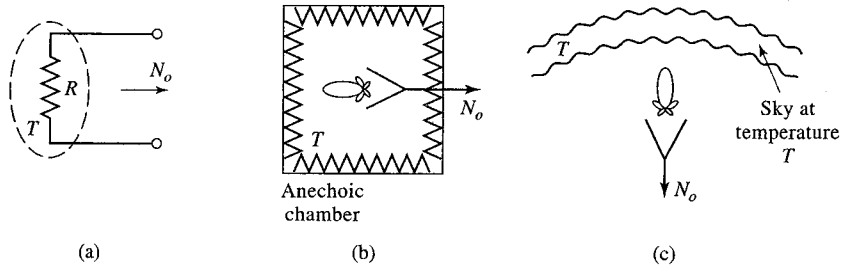 T
R
N_o
(a)
T
N_o
Anechoic
chamber
(b)
T
Sky at
temperature
T
N_o
(c)